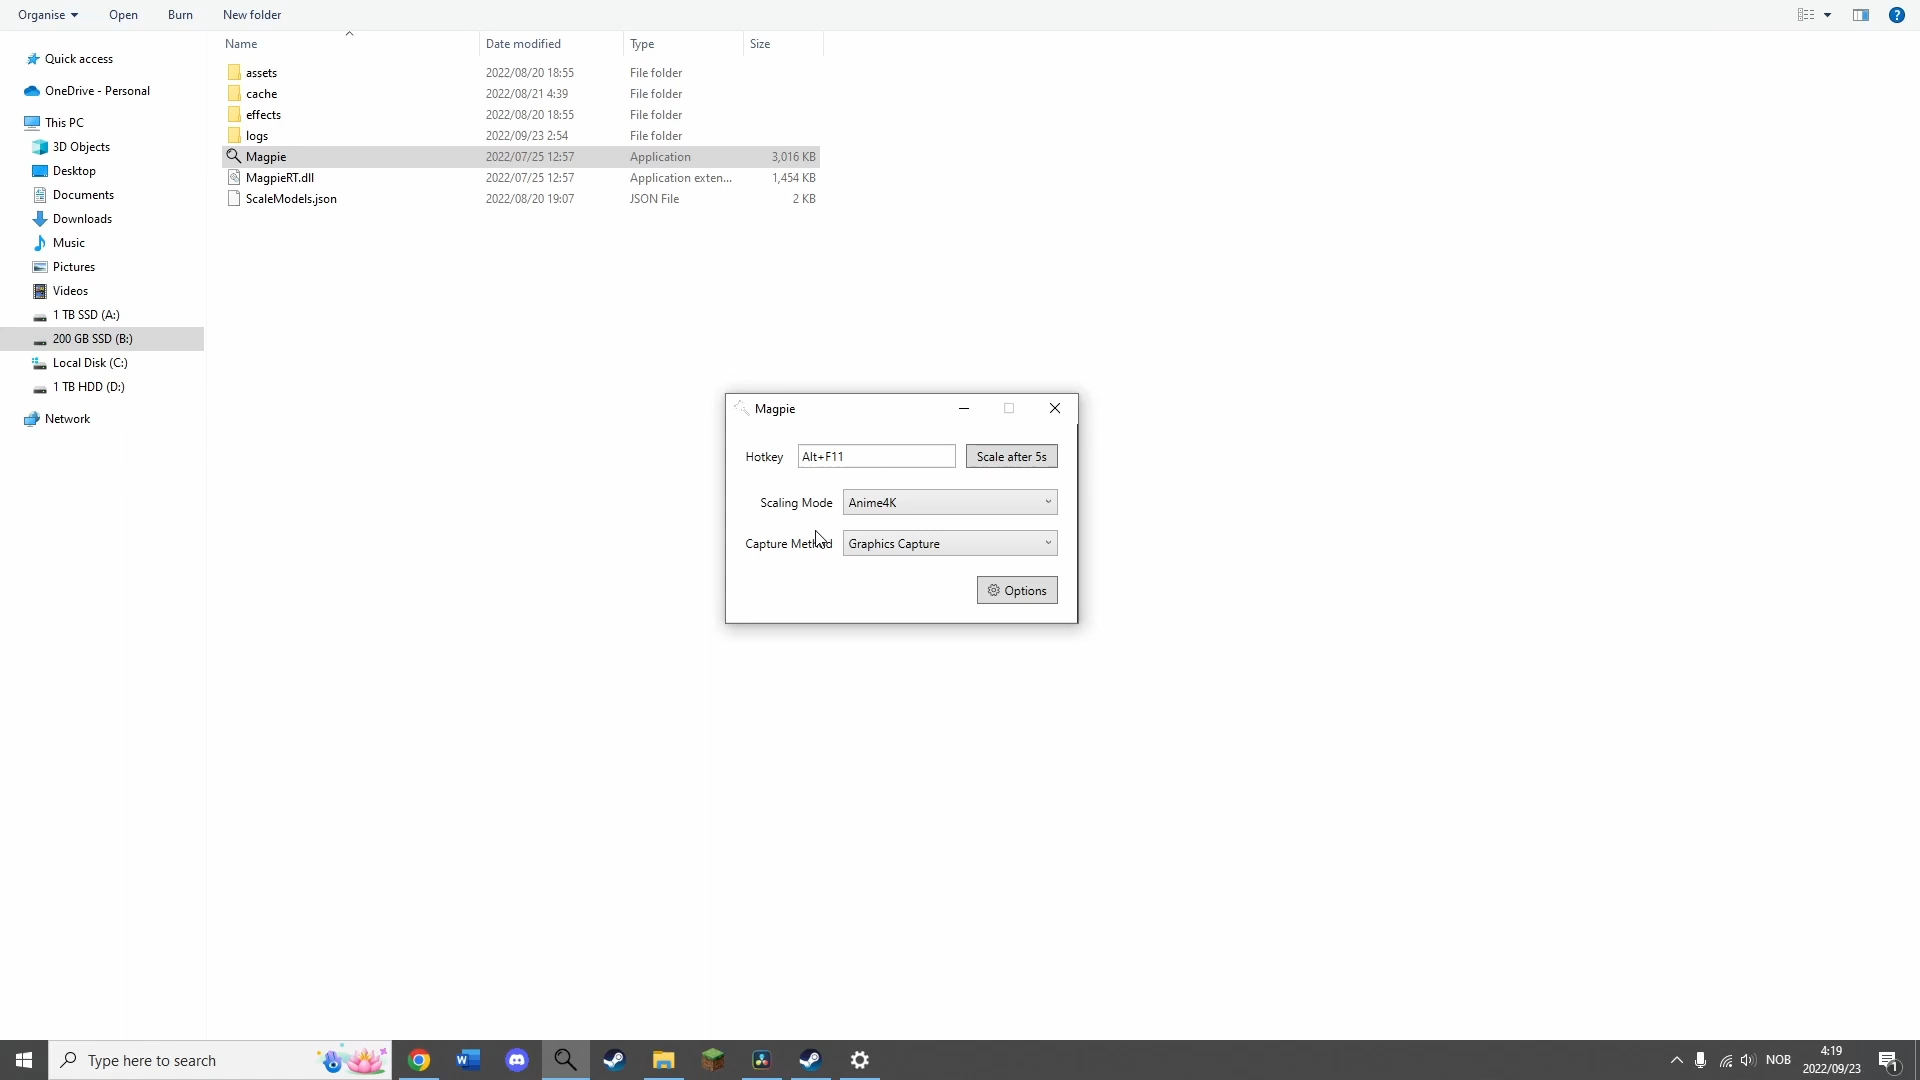 Organise Open Burn New folder
Name Date modified Type Size
Quick access
OneDrive - Personal
This PC
3D Objects
Desktop
Documents
Downloads
Music
Pictures
Videos
1 TB SSD (A:)
200 GB SSD (B:)
Local Disk (C:)
1 TB HDD (D:)
Network
assets 2022/08/20 18:55 File folder
cache 2022/08/21 4:39 File folder
effects 2022/08/20 18:55 File folder
logs 2022/09/23 2:54 File folder
Magpie 2022/07/25 12:57 Application 3,016 KB
MagpieRT.dll 2022/07/25 12:57 Application exten... 1,454 KB
ScaleModels.json 2022/08/20 19:07 JSON File 2 KB
Magpie
Hotkey Alt+F11 Scale after 5s
Scaling Mode Anime4K
Capture Method Graphics Capture
Options
Type here to search
NOB
4:19
2022/09/23
1